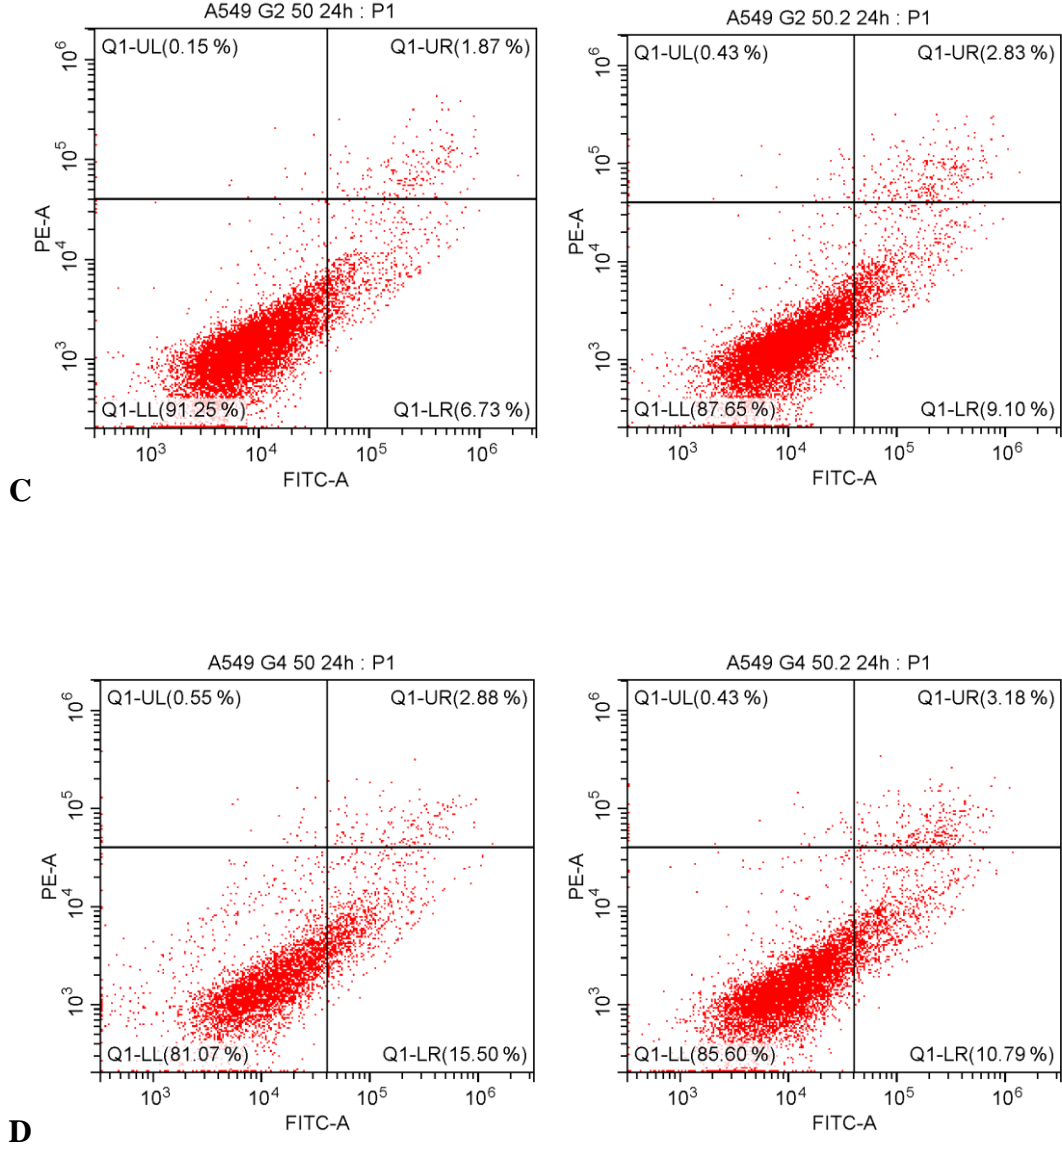 A549 G2 50 24h : P1
Q1-UL(0.15 %)
Q1-UR(1.87 %)
10^6
10^5
10^4
10^3
PE-A
Q1-LL(91.25 %)
Q1-LR(6.73 %)
10^3 10^4 10^5 10^6
FITC-A
A549 G2 50.2 24h : P1
Q1-UL(0.43 %)
Q1-UR(2.83 %)
10^6
10^5
10^4
10^3
PE-A
Q1-LL(87.65 %)
Q1-LR(9.10 %)
10^3 10^4 10^5 10^6
FITC-A
C
A549 G4 50 24h : P1
Q1-UL(0.55 %)
Q1-UR(2.88 %)
10^6
10^5
10^4
10^3
PE-A
Q1-LL(81.07 %)
Q1-LR(15.50 %)
10^3 10^4 10^5 10^6
FITC-A
A549 G4 50.2 24h : P1
Q1-UL(0.43 %)
Q1-UR(3.18 %)
10^6
10^5
10^4
10^3
PE-A
Q1-LL(85.60 %)
Q1-LR(10.79 %)
10^3 10^4 10^5 10^6
FITC-A
D